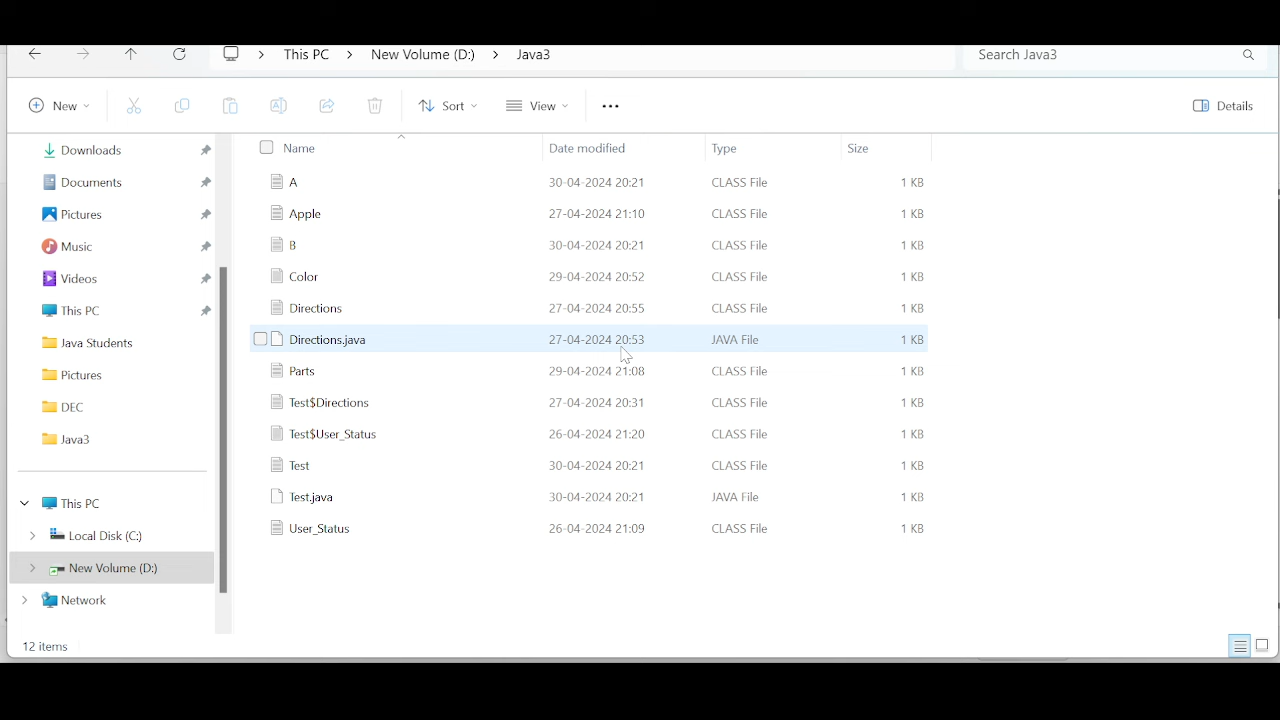 This PC > New Volume (D:) > Java3 Search Java3
New Sort View ... Details
Downloads
Documents
Pictures
Music
Videos
This PC
Java Students
Pictures
DEC
Java3
This PC
Local Disk (C:)
New Volume (D:)
Network
Name Date modified Type Size
A 30-04-2024 20:21 CLASS File 1 KB
Apple 27-04-2024 21:10 CLASS File 1 KB
B 30-04-2024 20:21 CLASS File 1 KB
Color 29-04-2024 20:52 CLASS File 1 KB
Directions 27-04-2024 20:55 CLASS File 1 KB
Directions.java 27-04-2024 20:53 JAVA File 1 KB
Parts 29-04-2024 21:08 CLASS File 1 KB
Test$Directions 27-04-2024 20:31 CLASS File 1 KB
Test$User_Status 26-04-2024 21:20 CLASS File 1 KB
Test 30-04-2024 20:21 CLASS File 1 KB
Test.java 30-04-2024 20:21 JAVA File 1 KB
User_Status 26-04-2024 21:09 CLASS File 1 KB
12 items